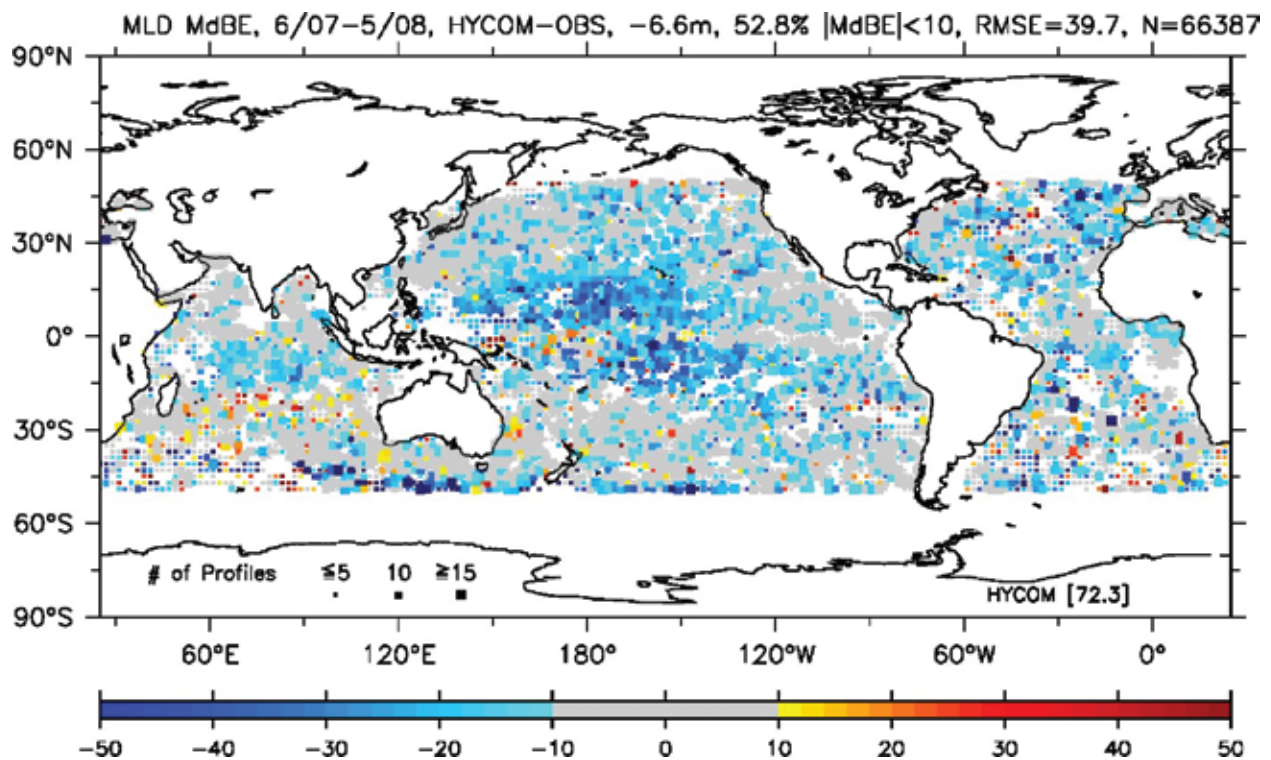 MLD MdBE, 6/07-5/08, HYCOM-OBS, -6.6m, 52.8% |MdBE|<10, RMSE=39.7, N=66387
90°N
60°N
30°N
0°
30°S
60°S
90°S
# of Profiles ≦5 10 ≧15
HYCOM [72.3]
60°E 120°E 180° 120°W 60°W 0°
-50 -40 -30 -20 -10 0 10 20 30 40 50